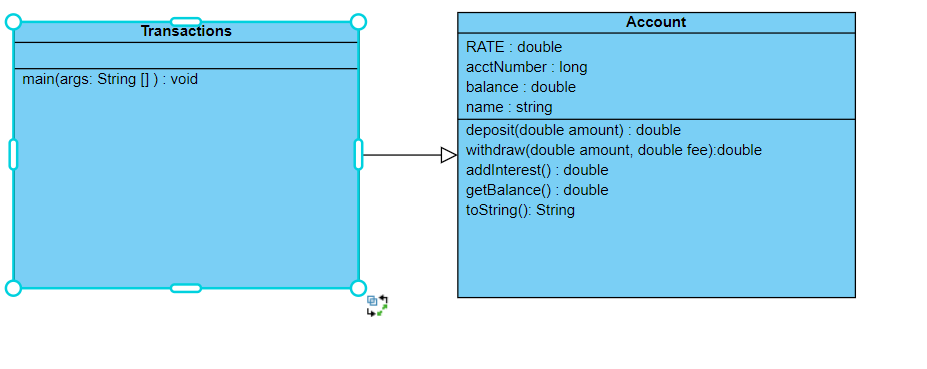 Transactions
main(args: String [] ) : void
Account
RATE : double
acctNumber : long
balance : double
name : string
deposit(double amount) : double
withdraw(double amount, double fee):double
addInterest() : double
getBalance() : double
toString(): String